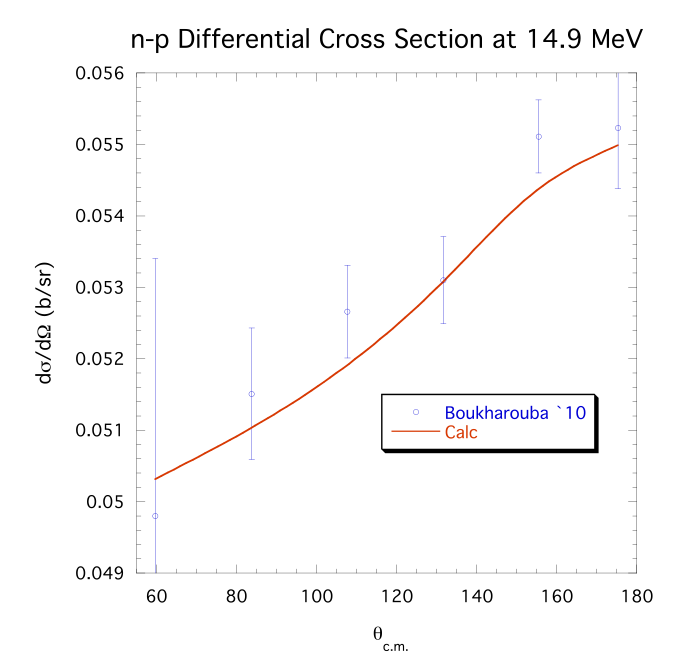 n-p Differential Cross Section at 14.9 MeV
0.056
0.055
0.054
0.053
0.052
0.051
0.05
0.049
dσ/dΩ (b/sr)
Boukharouba `10
Calc
60 80 100 120 140 160 180
θc.m.